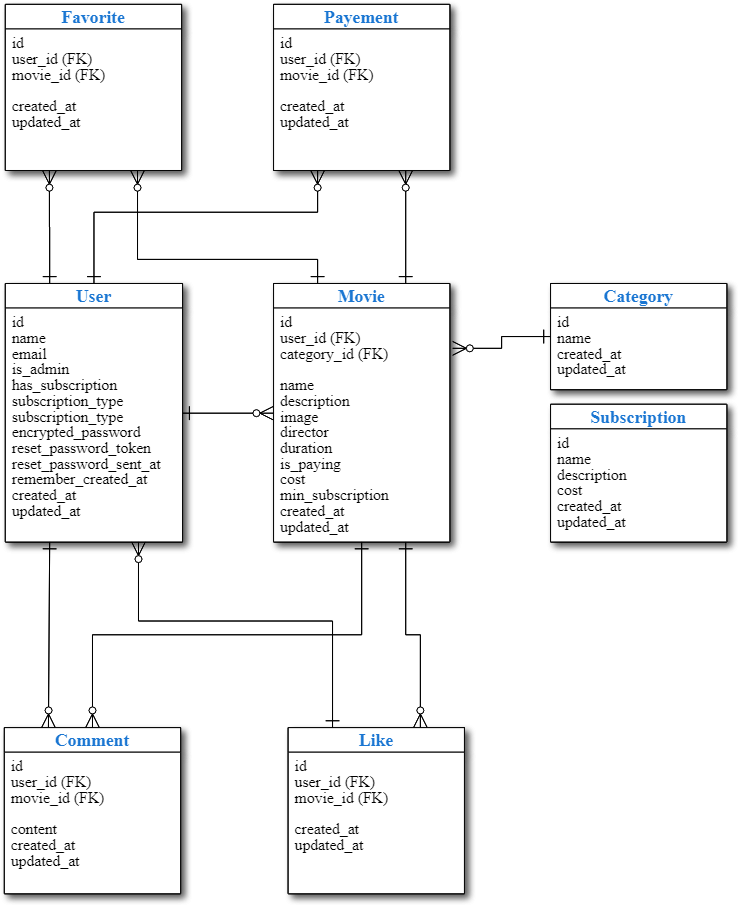 Favorite
id
user_id (FK)
movie_id (FK)
created_at
updated_at
Payement
id
user_id (FK)
movie_id (FK)
created_at
updated_at
User
id
name
email
is_admin
has_subscription
subscription_type
subscription_type
encrypted_password
reset_password_token
reset_password_sent_at
remember_created_at
created_at
updated_at
Movie
id
user_id (FK)
category_id (FK)
name
description
image
director
duration
is_paying
cost
min_subscription
created_at
updated_at
Category
id
name
created_at
updated_at
Subscription
id
name
description
cost
created_at
updated_at
Comment
id
user_id (FK)
movie_id (FK)
content
created_at
updated_at
Like
id
user_id (FK)
movie_id (FK)
created_at
updated_at